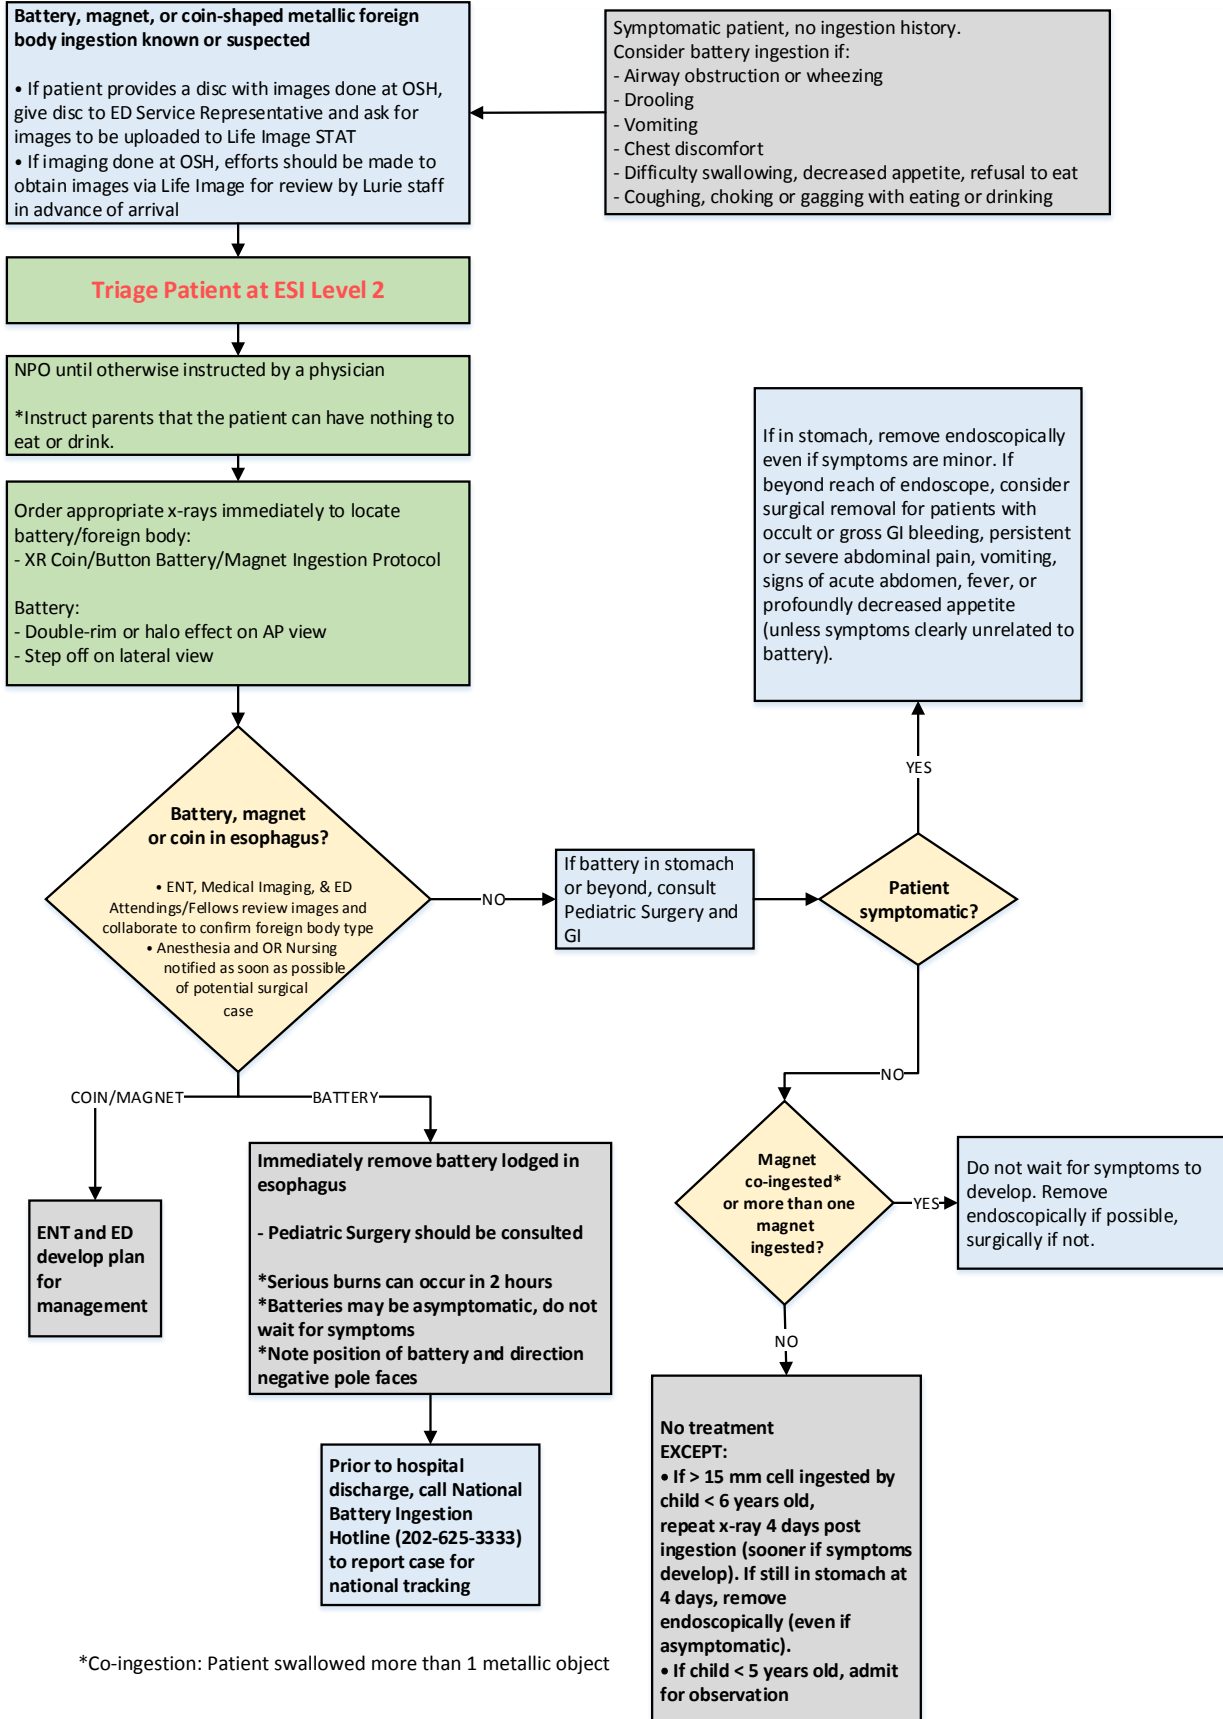 Battery, magnet, or coin-shaped metallic foreign
body ingestion known or suspected
• If patient provides a disc with images done at OSH,
give disc to ED Service Representative and ask for
images to be uploaded to Life Image STAT
• If imaging done at OSH, efforts should be made to
obtain images via Life Image for review by Lurie staff
in advance of arrival
Symptomatic patient, no ingestion history.
Consider battery ingestion if:
- Airway obstruction or wheezing
- Drooling
- Vomiting
- Chest discomfort
- Difficulty swallowing, decreased appetite, refusal to eat
- Coughing, choking or gagging with eating or drinking
Triage Patient at ESI Level 2
NPO until otherwise instructed by a physician
*Instruct parents that the patient can have nothing to
eat or drink.
Order appropriate x-rays immediately to locate
battery/foreign body:
- XR Coin/Button Battery/Magnet Ingestion Protocol
Battery:
- Double-rim or halo effect on AP view
- Step off on lateral view
If in stomach, remove endoscopically
even if symptoms are minor. If
beyond reach of endoscope, consider
surgical removal for patients with
occult or gross GI bleeding, persistent
or severe abdominal pain, vomiting,
signs of acute abdomen, fever, or
profoundly decreased appetite
(unless symptoms clearly unrelated to
battery).
YES
Battery, magnet
or coin in esophagus?
• ENT, Medical Imaging, & ED
Attendings/Fellows review images and
collaborate to confirm foreign body type
• Anesthesia and OR Nursing
notified as soon as possible
of potential surgical
case
NO
If battery in stomach
or beyond, consult
Pediatric Surgery and
GI
Patient
symptomatic?
NO
COIN/MAGNET
BATTERY
ENT and ED
develop plan
for
management
Immediately remove battery lodged in
esophagus
- Pediatric Surgery should be consulted
*Serious burns can occur in 2 hours
*Batteries may be asymptomatic, do not
wait for symptoms
*Note position of battery and direction
negative pole faces
Magnet
co-ingested*
or more than one
magnet
ingested?
YES
Do not wait for symptoms to
develop. Remove
endoscopically if possible,
surgically if not.
NO
Prior to hospital
discharge, call National
Battery Ingestion
Hotline (202-625-3333)
to report case for
national tracking
No treatment
EXCEPT:
• If > 15 mm cell ingested by
child < 6 years old,
repeat x-ray 4 days post
ingestion (sooner if symptoms
develop). If still in stomach at
4 days, remove
endoscopically (even if
asymptomatic).
• If child < 5 years old, admit
for observation
*Co-ingestion: Patient swallowed more than 1 metallic object